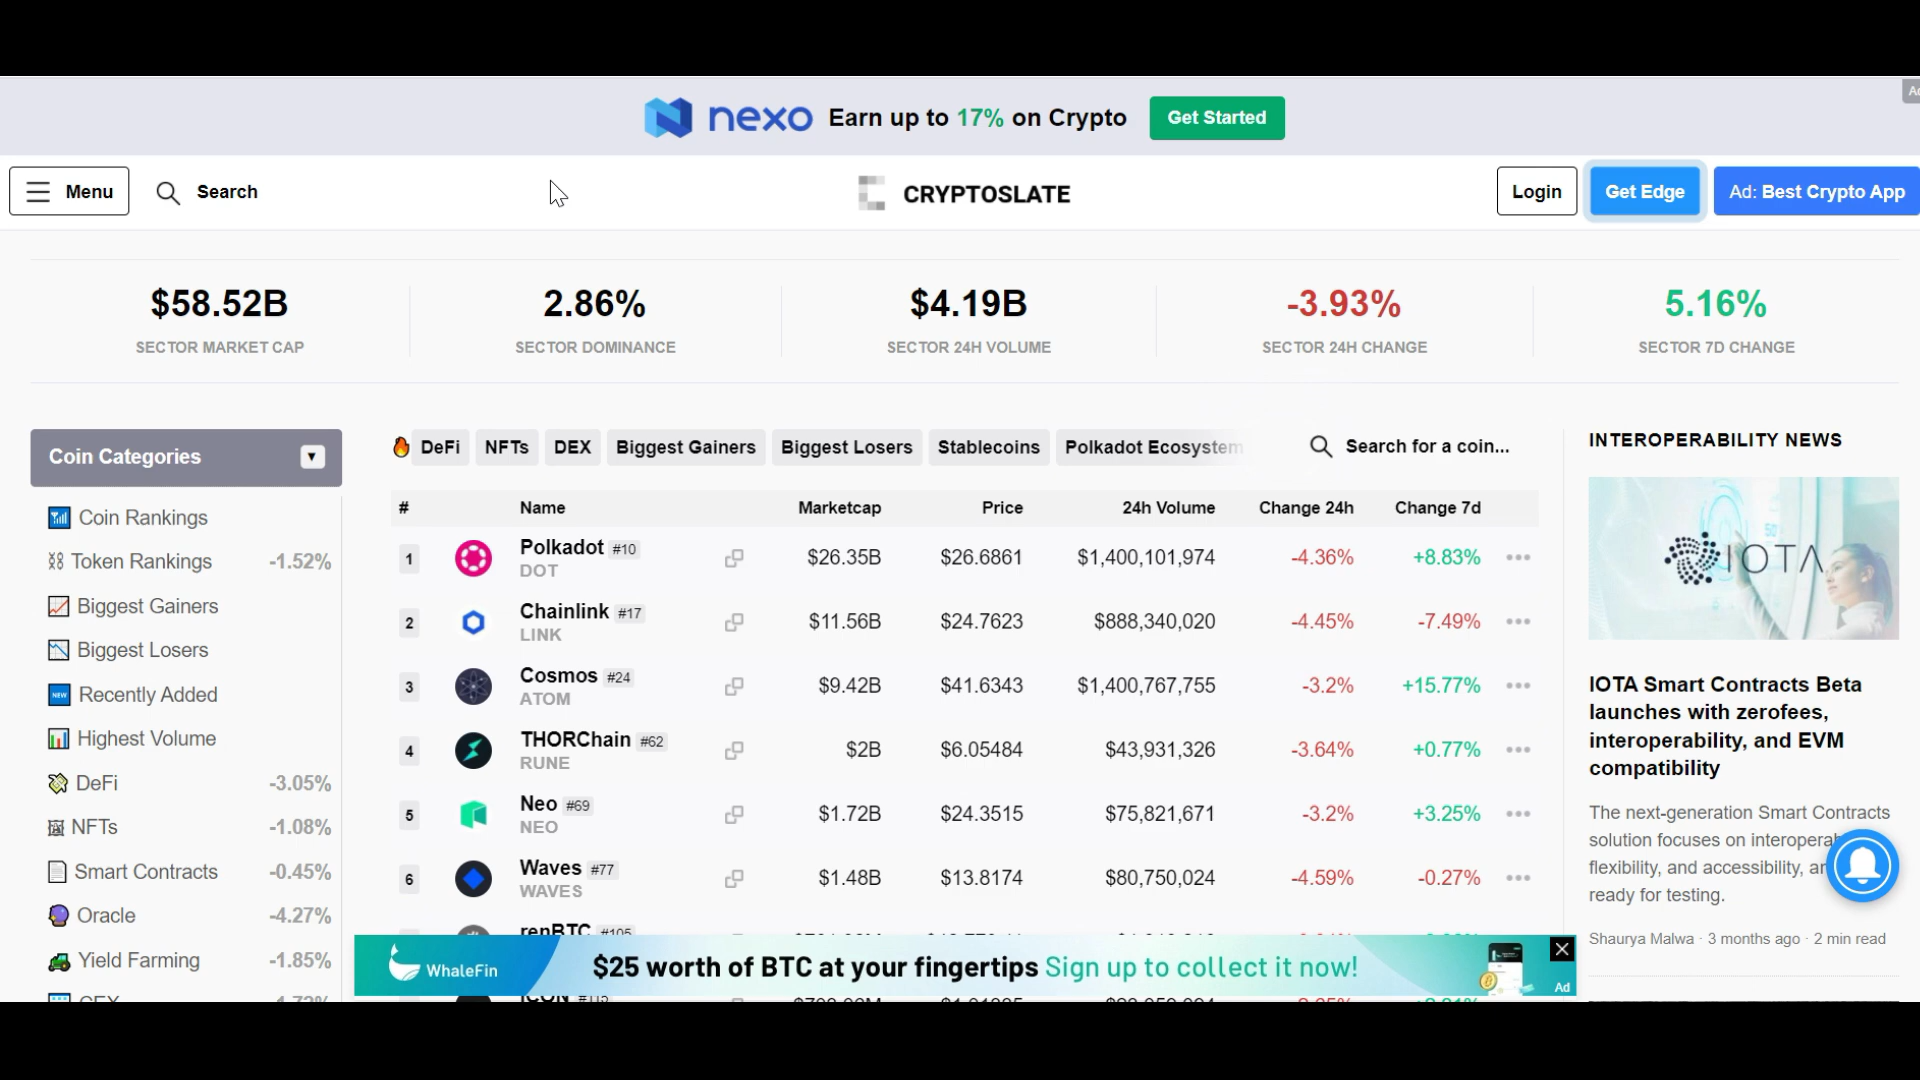 nexo Earn up to 17% on Crypto Get Started
Menu Search CRYPTOSLATE Login Get Edge Ad: Best Crypto App
$58.52B 2.86% $4.19B -3.93% 5.16%
SECTOR MARKET CAP SECTOR DOMINANCE SECTOR 24H VOLUME SECTOR 24H CHANGE SECTOR 7D CHANGE
Coin Categories
Coin Rankings
Token Rankings -1.52%
Biggest Gainers
Biggest Losers
NEW Recently Added
Highest Volume
DeFi -3.05%
NFTs -1.08%
Smart Contracts -0.45%
Oracle -4.27%
Yield Farming -1.85%
DeFi NFTs DEX Biggest Gainers Biggest Losers Stablecoins Polkadot Ecosystem Search for a coin...
# Name Marketcap Price 24h Volume Change 24h Change 7d
1 Polkadot #10 $26.35B $26.6861 $1,400,101,974 -4.36% +8.83%
DOT
2 Chainlink #17 $11.56B $24.7623 $888,340,020 -4.45% -7.49%
LINK
3 Cosmos #24 $9.42B $41.6343 $1,400,767,755 -3.2% +15.77%
ATOM
4 THORChain #62 $2B $6.05484 $43,931,326 -3.64% +0.77%
RUNE
5 Neo #69 $1.72B $24.3515 $75,821,671 -3.2% +3.25%
NEO
6 Waves #77 $1.48B $13.8174 $80,750,024 -4.59% -0.27%
WAVES
renBTC #105
WhaleFin $25 worth of BTC at your fingertips Sign up to collect it now! Ad
ICON #115
INTEROPERABILITY NEWS
IOTA
IOTA Smart Contracts Beta
launches with zerofees,
interoperability, and EVM
compatibility
The next-generation Smart Contracts
solution focuses on
flexibility, and accessibility,
ready for testing.
Shaurya Malwa · 3 months ago · 2 min read